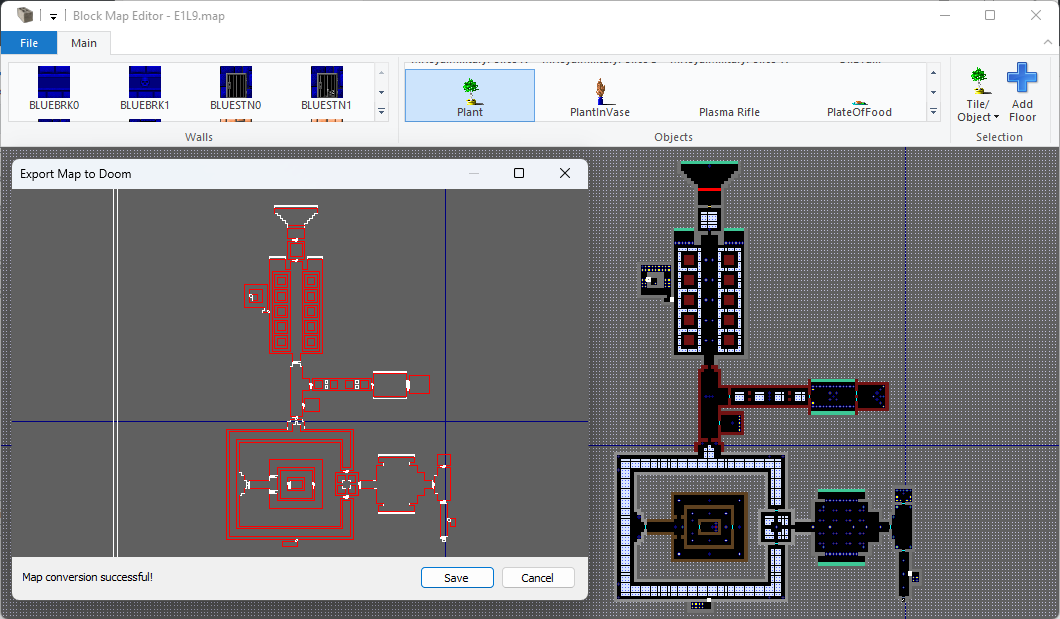 Block Map Editor - E1L9.map
File
Main
BLUEBRK0
BLUEBRK1
BLUESTN0
BLUESTN1
Walls
Plant
PlantInVase
Plasma Rifle
PlateOfFood
Objects
Tile/
Object
Add
Floor
Selection
Export Map to Doom
Map conversion successful!
Save
Cancel